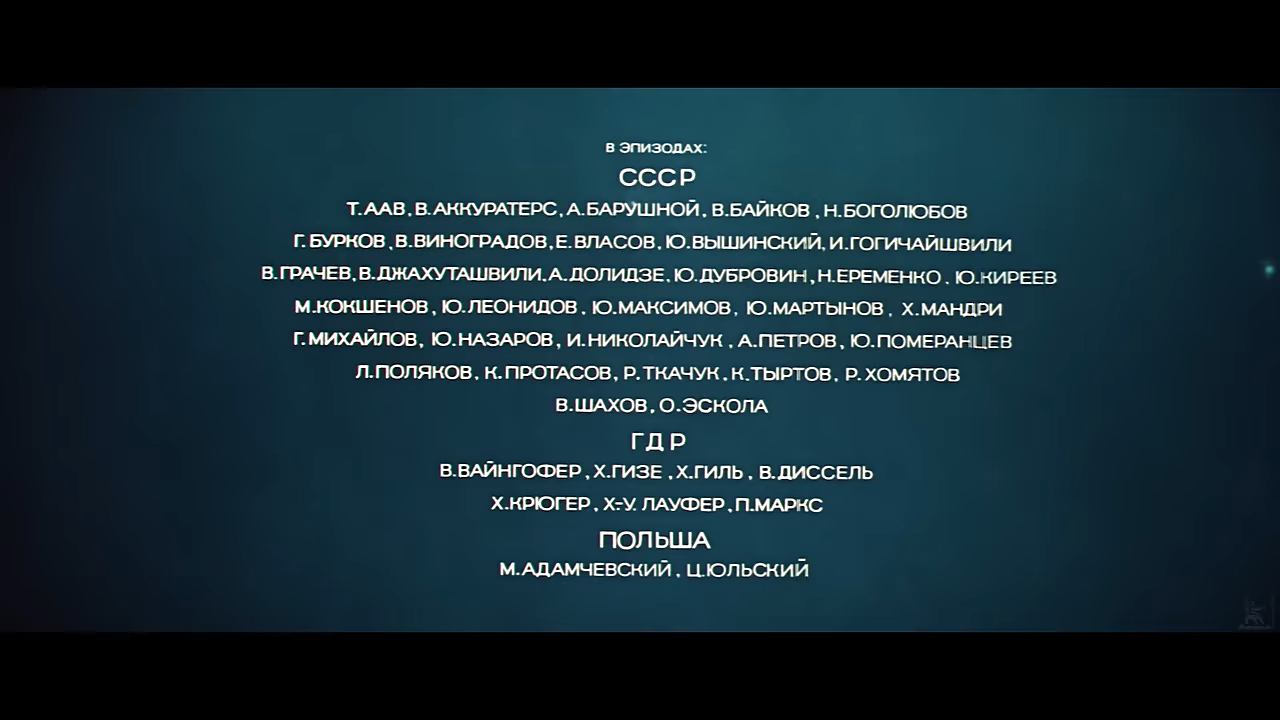 В ЭПИЗОДАХ:
СССР
Т.ААВ, В.АККУРАТЕРС, А.БАРУШНОЙ, В.БАЙКОВ, Н.БОГОЛЮБОВ
Г.БУРКОВ, В.ВИНОГРАДОВ, Е.ВЛАСОВ, Ю.ВЫШИНСКИЙ, И.ГОГИЧАЙШВИЛИ
В.ГРАЧЕВ, В.ДЖАХУТАШВИЛИ, А.ДОЛИДЗЕ, Ю.ДУБРОВИН, Н.ЕРЕМЕНКО, Ю.КИРЕЕВ
М.КОКШЕНОВ, Ю.ЛЕОНИДОВ, Ю.МАКСИМОВ, Ю.МАРТЫНОВ, Х.МАНДРИ
Г.МИХАЙЛОВ, Ю.НАЗАРОВ, И.НИКОЛАЙЧУК, А.ПЕТРОВ, Ю.ПОМЕРАНЦЕВ
Л.ПОЛЯКОВ, К.ПРОТАСОВ, Р.ТКАЧУК, К.ТЫРТОВ, Р.ХОМЯТОВ
В.ШАХОВ, О.ЭСКОЛА
ГДР
В.ВАЙНГОФЕР, Х.ГИЗЕ, Х.ГИЛЬ, В.ДИССЕЛЬ
Х.КРЮГЕР, Х-У. ЛАУФЕР, П.МАРКС
ПОЛЬША
М.АДАМЧЕВСКИЙ, Ц.ЮЛЬСКИЙ